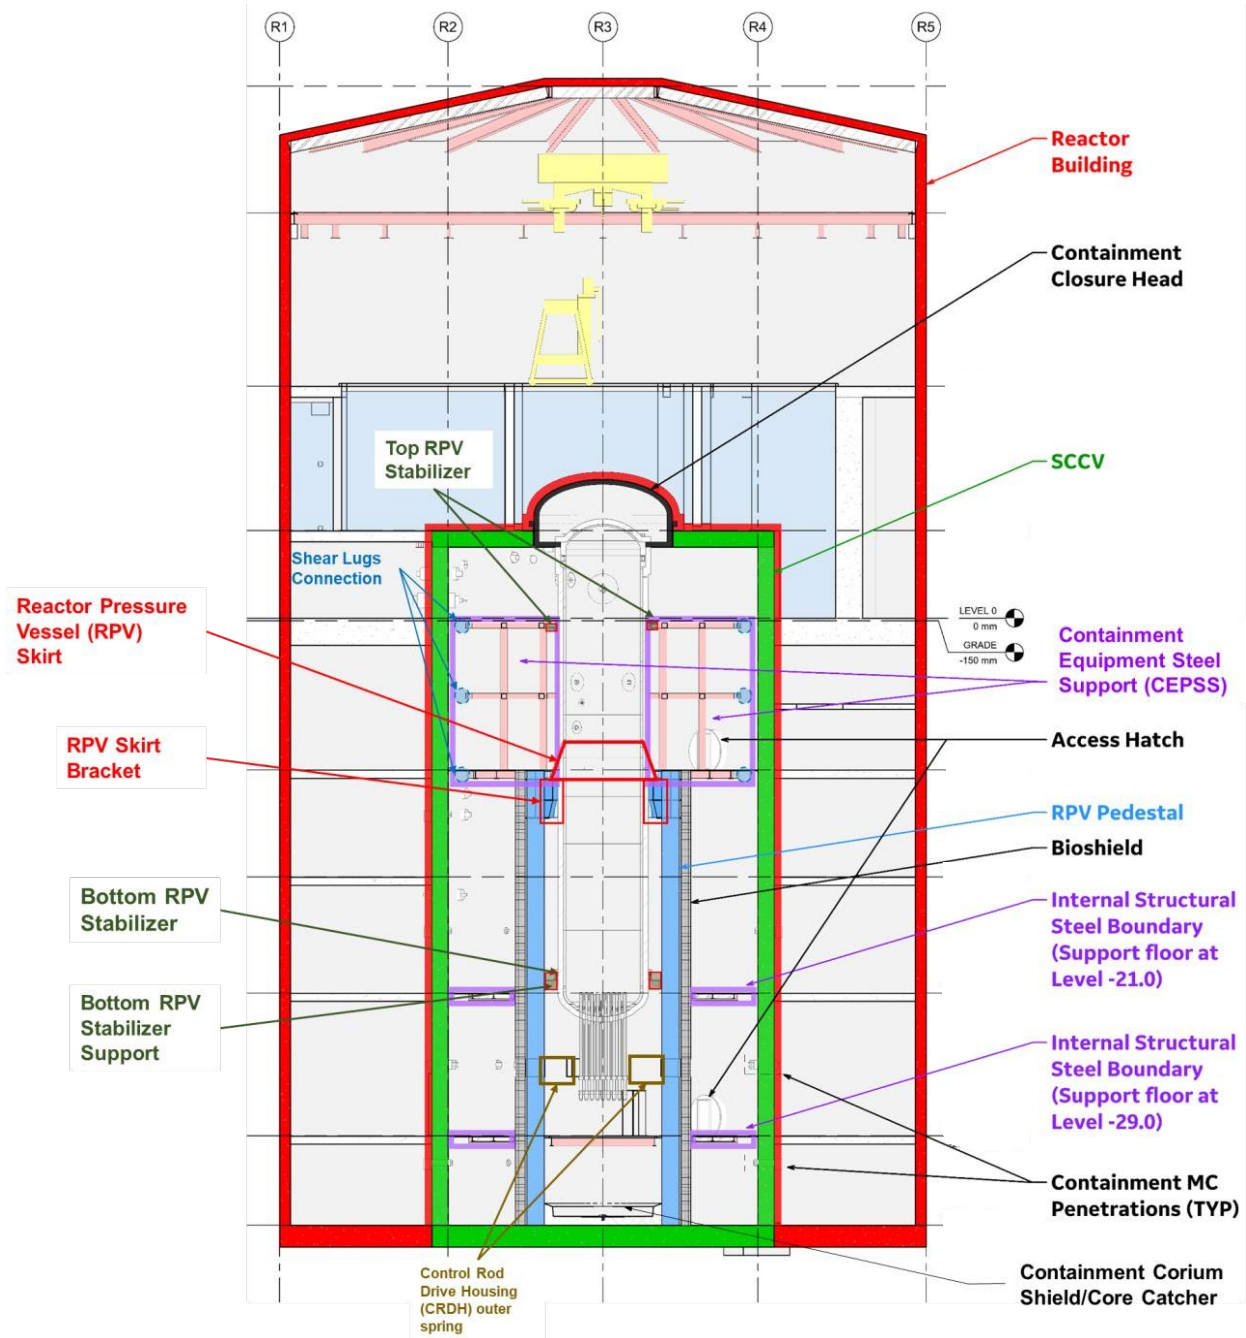 R1
R2
R3
R4
R5
Reactor
Building
Containment
Closure Head
Top RPV
Stabilizer
SCCV
Shear Lugs
Connection
Reactor Pressure
Vessel (RPV)
Skirt
LEVEL 0
0 mm
GRADE
-150 mm
Containment
Equipment Steel
Support (CEPSS)
RPV Skirt
Bracket
Access Hatch
RPV Pedestal
Bioshield
Bottom RPV
Stabilizer
Internal Structural
Steel Boundary
(Support floor at
Level -21.0)
Bottom RPV
Stabilizer
Support
Internal Structural
Steel Boundary
(Support floor at
Level -29.0)
Containment MC
Penetrations (TYP)
Control Rod
Drive Housing
(CRDH) outer
spring
Containment Corium
Shield/Core Catcher